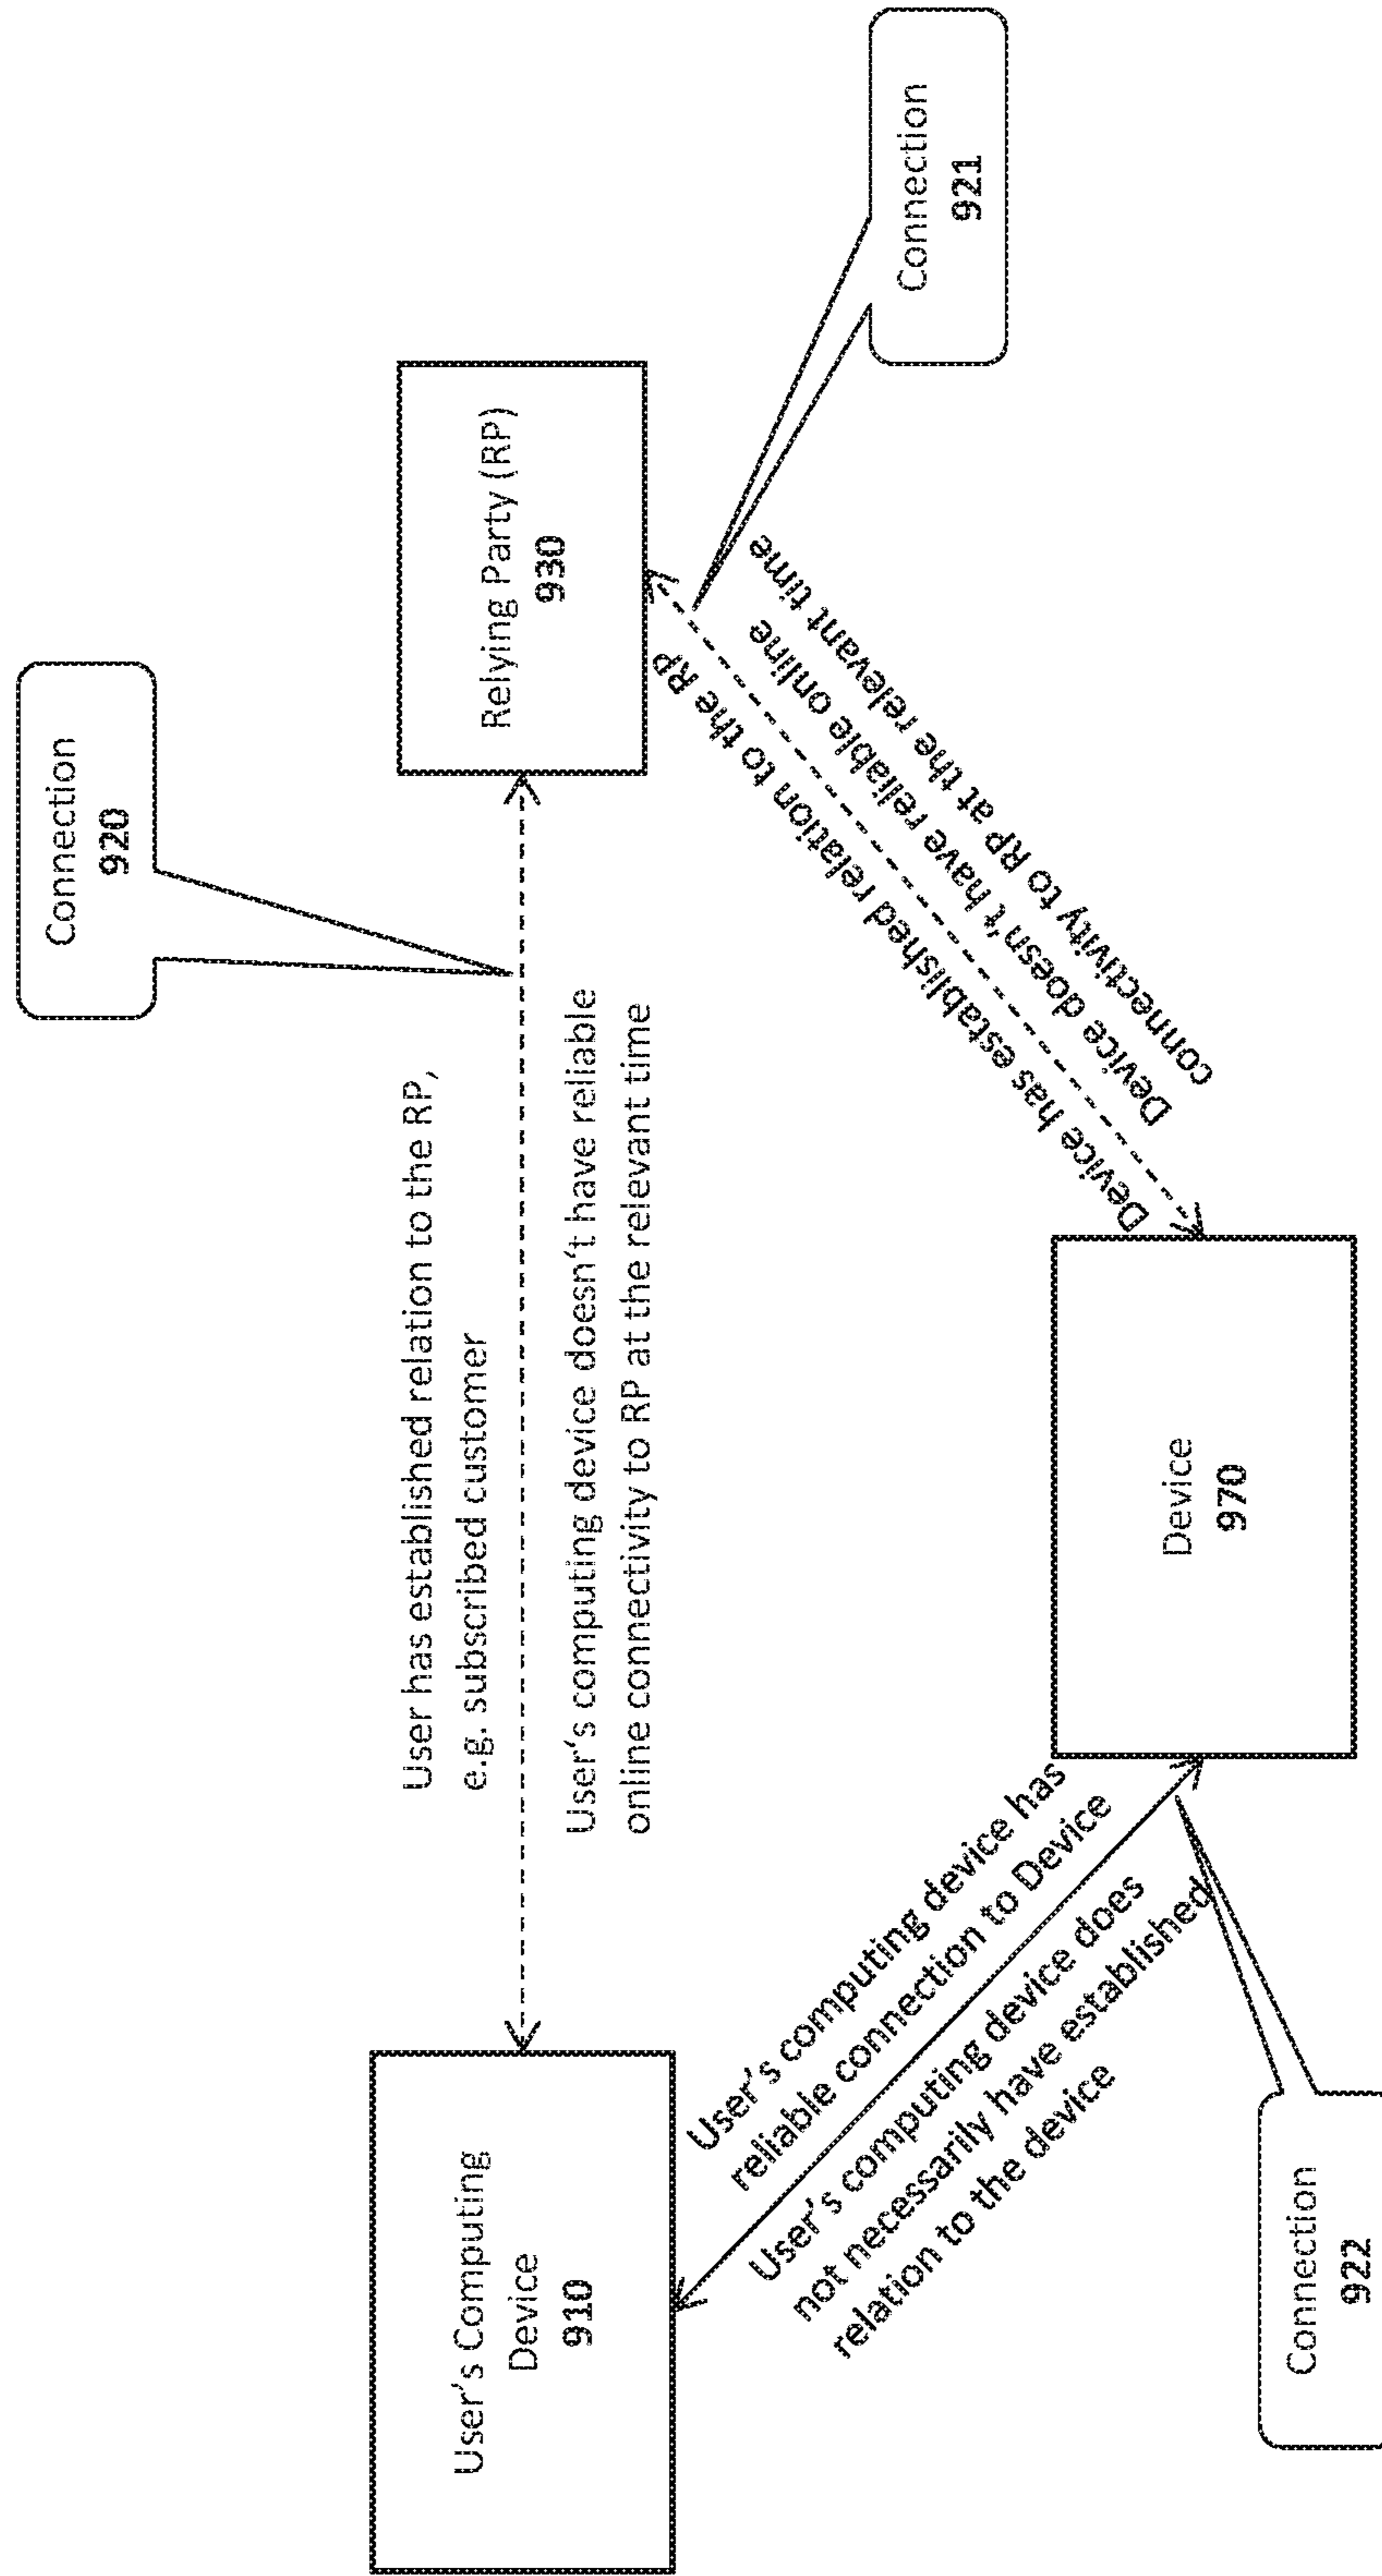 Connection
920
User has established relation to the RP,
e.g. subscribed customer
User's Computing
Device
910
Relying Party (RP)
930
User‘s computing device doesn‘t have reliable
online connectivity to RP at the relevant time
Connection
921
User's computing device has
reliable connection to Device
User's computing device does
not necessarily have established
relation to the device
Device has established relation to the RP
Device doesn‘t have reliable online
connectivity to RP at the relevant time
Device
970
Connection
922